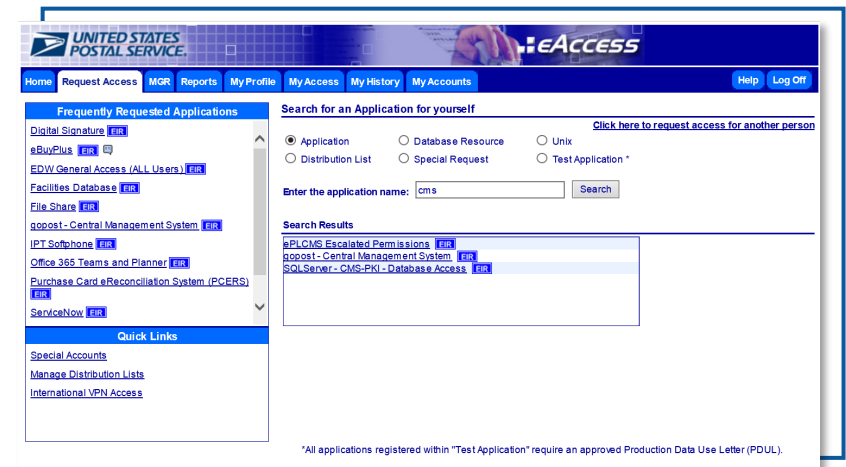 UNITED STATES
POSTAL SERVICE.
eAccess
Home Request Access MGR Reports My Profile My Access My History My Accounts Help Log Off
Frequently Requested Applications
Digital Signature EIR
eBuyPlus EIR
EDW General Access (ALL Users) EIR
Facilities Database EIR
File Share EIR
gopost - Central Management System EIR
IPT Softphone EIR
Office 365 Teams and Planner EIR
Purchase Card eReconciliation System (PCERS)
EIR
ServiceNow EIR
Quick Links
Special Accounts
Manage Distribution Lists
International VPN Access
Search for an Application for yourself
Click here to request access for another person
Application Database Resource Unix
Distribution List Special Request Test Application *
Enter the application name: cms Search
Search Results
ePLCMS Escalated Permissions EIR
gopost - Central Management System EIR
SQLServer - CMS-PKI - Database Access EIR
*All applications registered within "Test Application" require an approved Production Data Use Letter (PDUL).